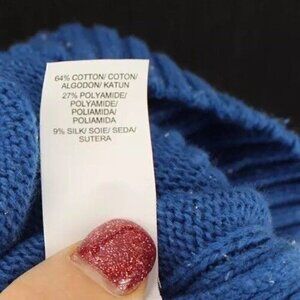 64% COTTON/ COTON/
ALGODON/ KATUN
27% POLYAMIDE/
POLYAMIDE/
POLIAMIDA/
POLIAMIDA
9% SILK/ SOIE/ SEDA/
SUTERA